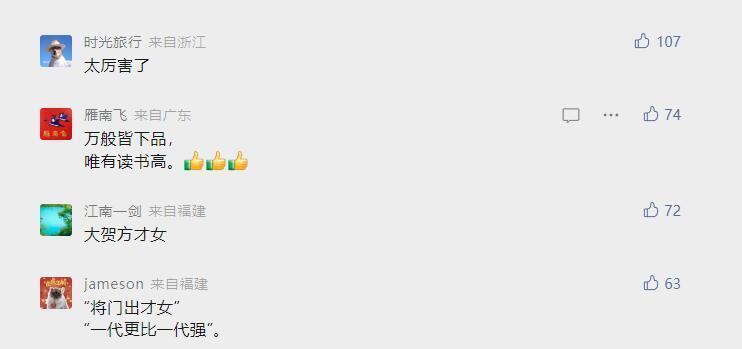 时光旅行 来自浙江 107
太厉害了
雁南飞 来自广东 74
万般皆下品，
唯有读书高。👍👍👍
江南一剑 来自福建 72
大贺方才女
jameson 来自福建 63
“将门出才女”
“一代更比一代强”。